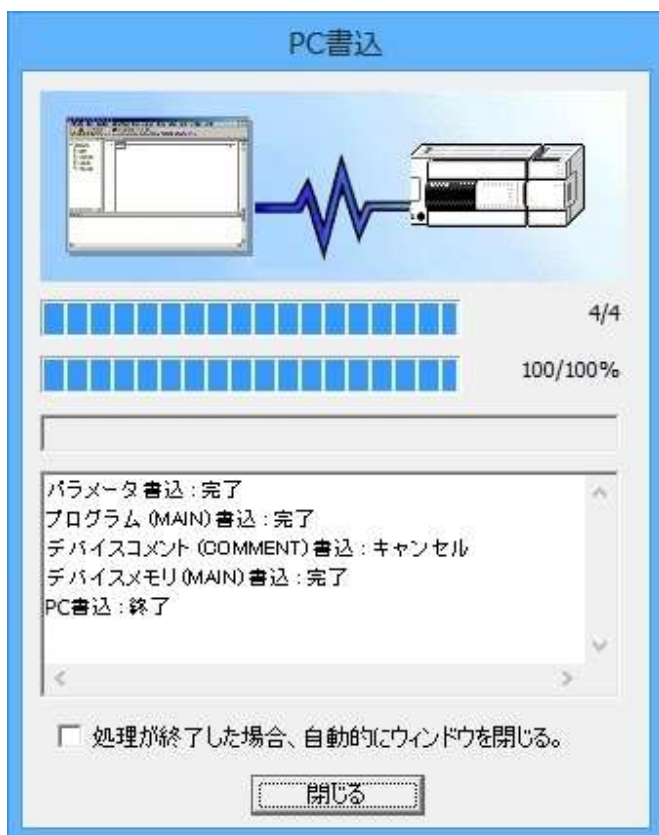 PC書込
4/4
100/100%
パラメータ書込:完了
プログラム(MAIN)書込:完了
デバイスコメント(COMMENT)書込:キャンセル
デバイスメモリ(MAIN)書込:完了
PC書込:終了
処理が終了した場合、自動的にウィンドウを閉じる。
閉じる